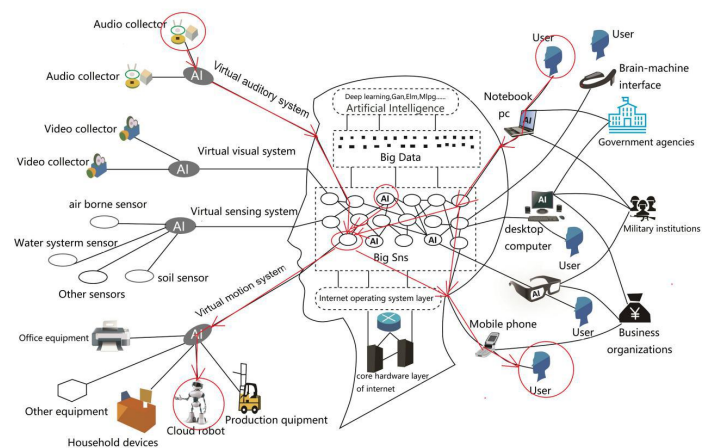 Audio collector
AI
Audio collector
Virtual auditory system
Video collector
Video collector
AI
Virtual visual system
air borne sensor
AI
Virtual sensing system
Water systerm sensor
Other sensors
soil sensor
Virtual motion system
Office equipment
AI
Other equipment
Household devices
Cloud robot
Production quipment
Deep learning,Gan,Elm,Mlpg......
Artificial Intelligence
Big Data
AI
AI
AI
Big Sns
Internet operating system layer
core hardware layer
of internet
User
User
Brain-machine
interface
Notebook
pc
AI
Government agencies
AI
desktop
computer
Military institutions
User
AI
User
¥
Business
organizations
Mobile phone
User